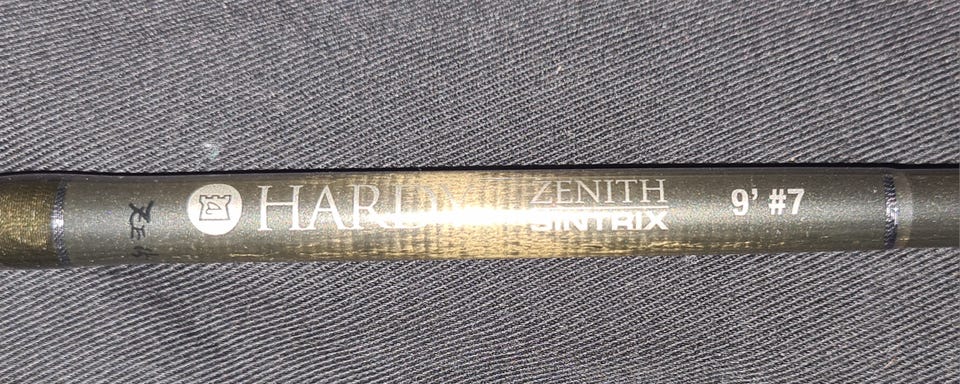 HARDY
ZENITH
SINTRIX
9' #7